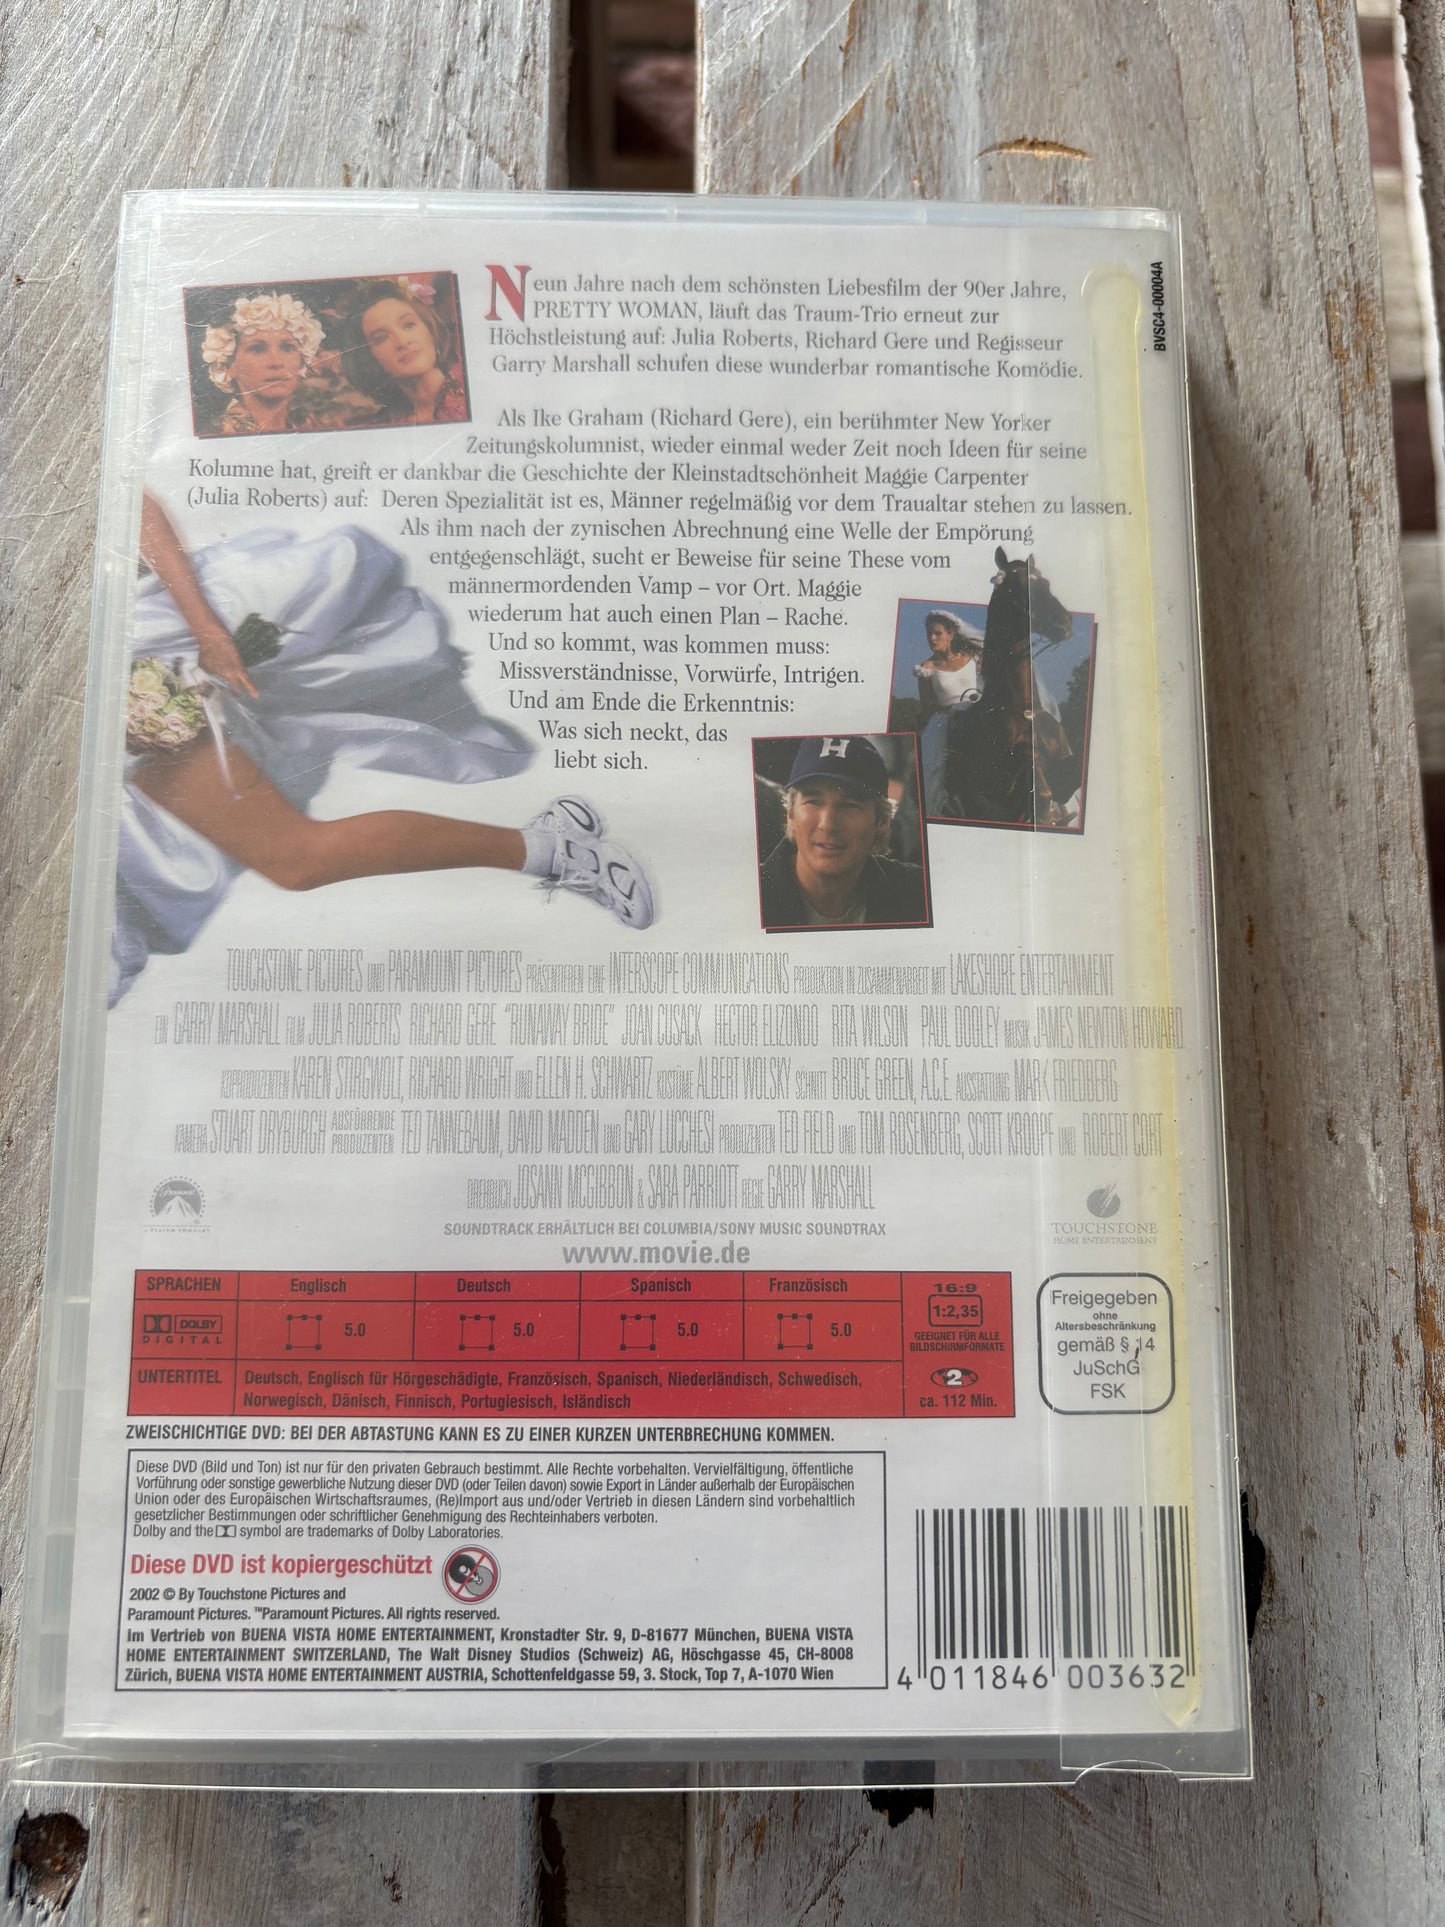 BVSC4-00004A
Neun Jahre nach dem schönsten Liebesfilm der 90er Jahre,
PRETTY WOMAN, läuft das Traum-Trio erneut zur
Höchstleistung auf: Julia Roberts, Richard Gere und Regisseur
Garry Marshall schufen diese wunderbar romantische Komödie.
Als Ike Graham (Richard Gere), ein berühmter New Yorker
Zeitungskolumnist, wieder einmal weder Zeit noch Ideen für seine
Kolumne hat, greift er dankbar die Geschichte der Kleinstadtschönheit Maggie Carpenter
(Julia Roberts) auf: Deren Spezialität ist es, Männer regelmäßig vor dem Traualtar stehen zu lassen.
Als ihm nach der zynischen Abrechnung eine Welle der Empörung
entgegenschlägt, sucht er Beweise für seine These vom
männermordenden Vamp – vor Ort. Maggie
wiederum hat auch einen Plan – Rache.
Und so kommt, was kommen muss:
Missverständnisse, Vorwürfe, Intrigen.
Und am Ende die Erkenntnis:
Was sich neckt, das
liebt sich.
H
TOUCHSTONE PICTURES UND PARAMOUNT PICTURES PRÄSENTIEREN EINE INTERSCOPE COMMUNICATIONS PRODUKTION IN ZUSAMMENARBEIT MIT LAKESHORE ENTERTAINMENT
EIN GARRY MARSHALL FILM JULIA ROBERTS RICHARD GERE "RUNAWAY BRIDE" JOAN CUSACK HECTOR ELIZONDO RITA WILSON PAUL DOOLEY MUSIK JAMES NEWTON HOWARD
KOPRODUZENTEN KAREN STIRGWOLT, RICHARD WRIGHT UND ELLEN H. SCHWARTZ KOSTÜME ALBERT WOLSKY SCHNITT BRUCE GREEN, A.C.E. AUSSTATTUNG MARK FRIEDBERG
KAMERA STUART DRYBURGH AUSFÜHRENDE PRODUZENTEN TED TANNEBAUM, DAVID MADDEN UND GARY LUCCHESI PRODUZENTEN TED FIELD UND TOM ROSENBERG, SCOTT KROOPF UND ROBERT CORT
DREHBUCH JOSANN MCGIBBON & SARA PARRIOTT REGIE GARRY MARSHALL
Paramount
TOUCHSTONE
HOME ENTERTAINMENT
SOUNDTRACK ERHÄLTLICH BEI COLUMBIA/SONY MUSIC SOUNDTRAX
www.movie.de
SPRACHEN Englisch Deutsch Spanisch Französisch
DOLBY
DIGITAL
5.0 5.0 5.0 5.0
16:9
1:2,35
GEEIGNET FÜR ALLE
BILDSCHIRMFORMATE
UNTERTITEL Deutsch, Englisch für Hörgeschädigte, Französisch, Spanisch, Niederländisch, Schwedisch,
Norwegisch, Dänisch, Finnisch, Portugiesisch, Isländisch
2
ca. 112 Min.
Freigegeben
ohne
Altersbeschränkung
gemäß § 14
JuSchG
FSK
ZWEISCHICHTIGE DVD: BEI DER ABTASTUNG KANN ES ZU EINER KURZEN UNTERBRECHUNG KOMMEN.
Diese DVD (Bild und Ton) ist nur für den privaten Gebrauch bestimmt. Alle Rechte vorbehalten. Vervielfältigung, öffentliche
Vorführung oder sonstige gewerbliche Nutzung dieser DVD (oder Teilen davon) sowie Export in Länder außerhalb der Europäischen
Union oder des Europäischen Wirtschaftsraumes, (Re)Import aus und/oder Vertrieb in diesen Ländern sind vorbehaltlich
gesetzlicher Bestimmungen oder schriftlicher Genehmigung des Rechteinhabers verboten.
Dolby and the symbol are trademarks of Dolby Laboratories.
Diese DVD ist kopiergeschützt
2002 © By Touchstone Pictures and
Paramount Pictures. ™Paramount Pictures. All rights reserved.
Im Vertrieb von BUENA VISTA HOME ENTERTAINMENT, Kronstadter Str. 9, D-81677 München, BUENA VISTA
HOME ENTERTAINMENT SWITZERLAND, The Walt Disney Studios (Schweiz) AG, Höschgasse 45, CH-8008
Zürich, BUENA VISTA HOME ENTERTAINMENT AUSTRIA, Schottenfeldgasse 59, 3. Stock, Top 7, A-1070 Wien
4 011846 003632